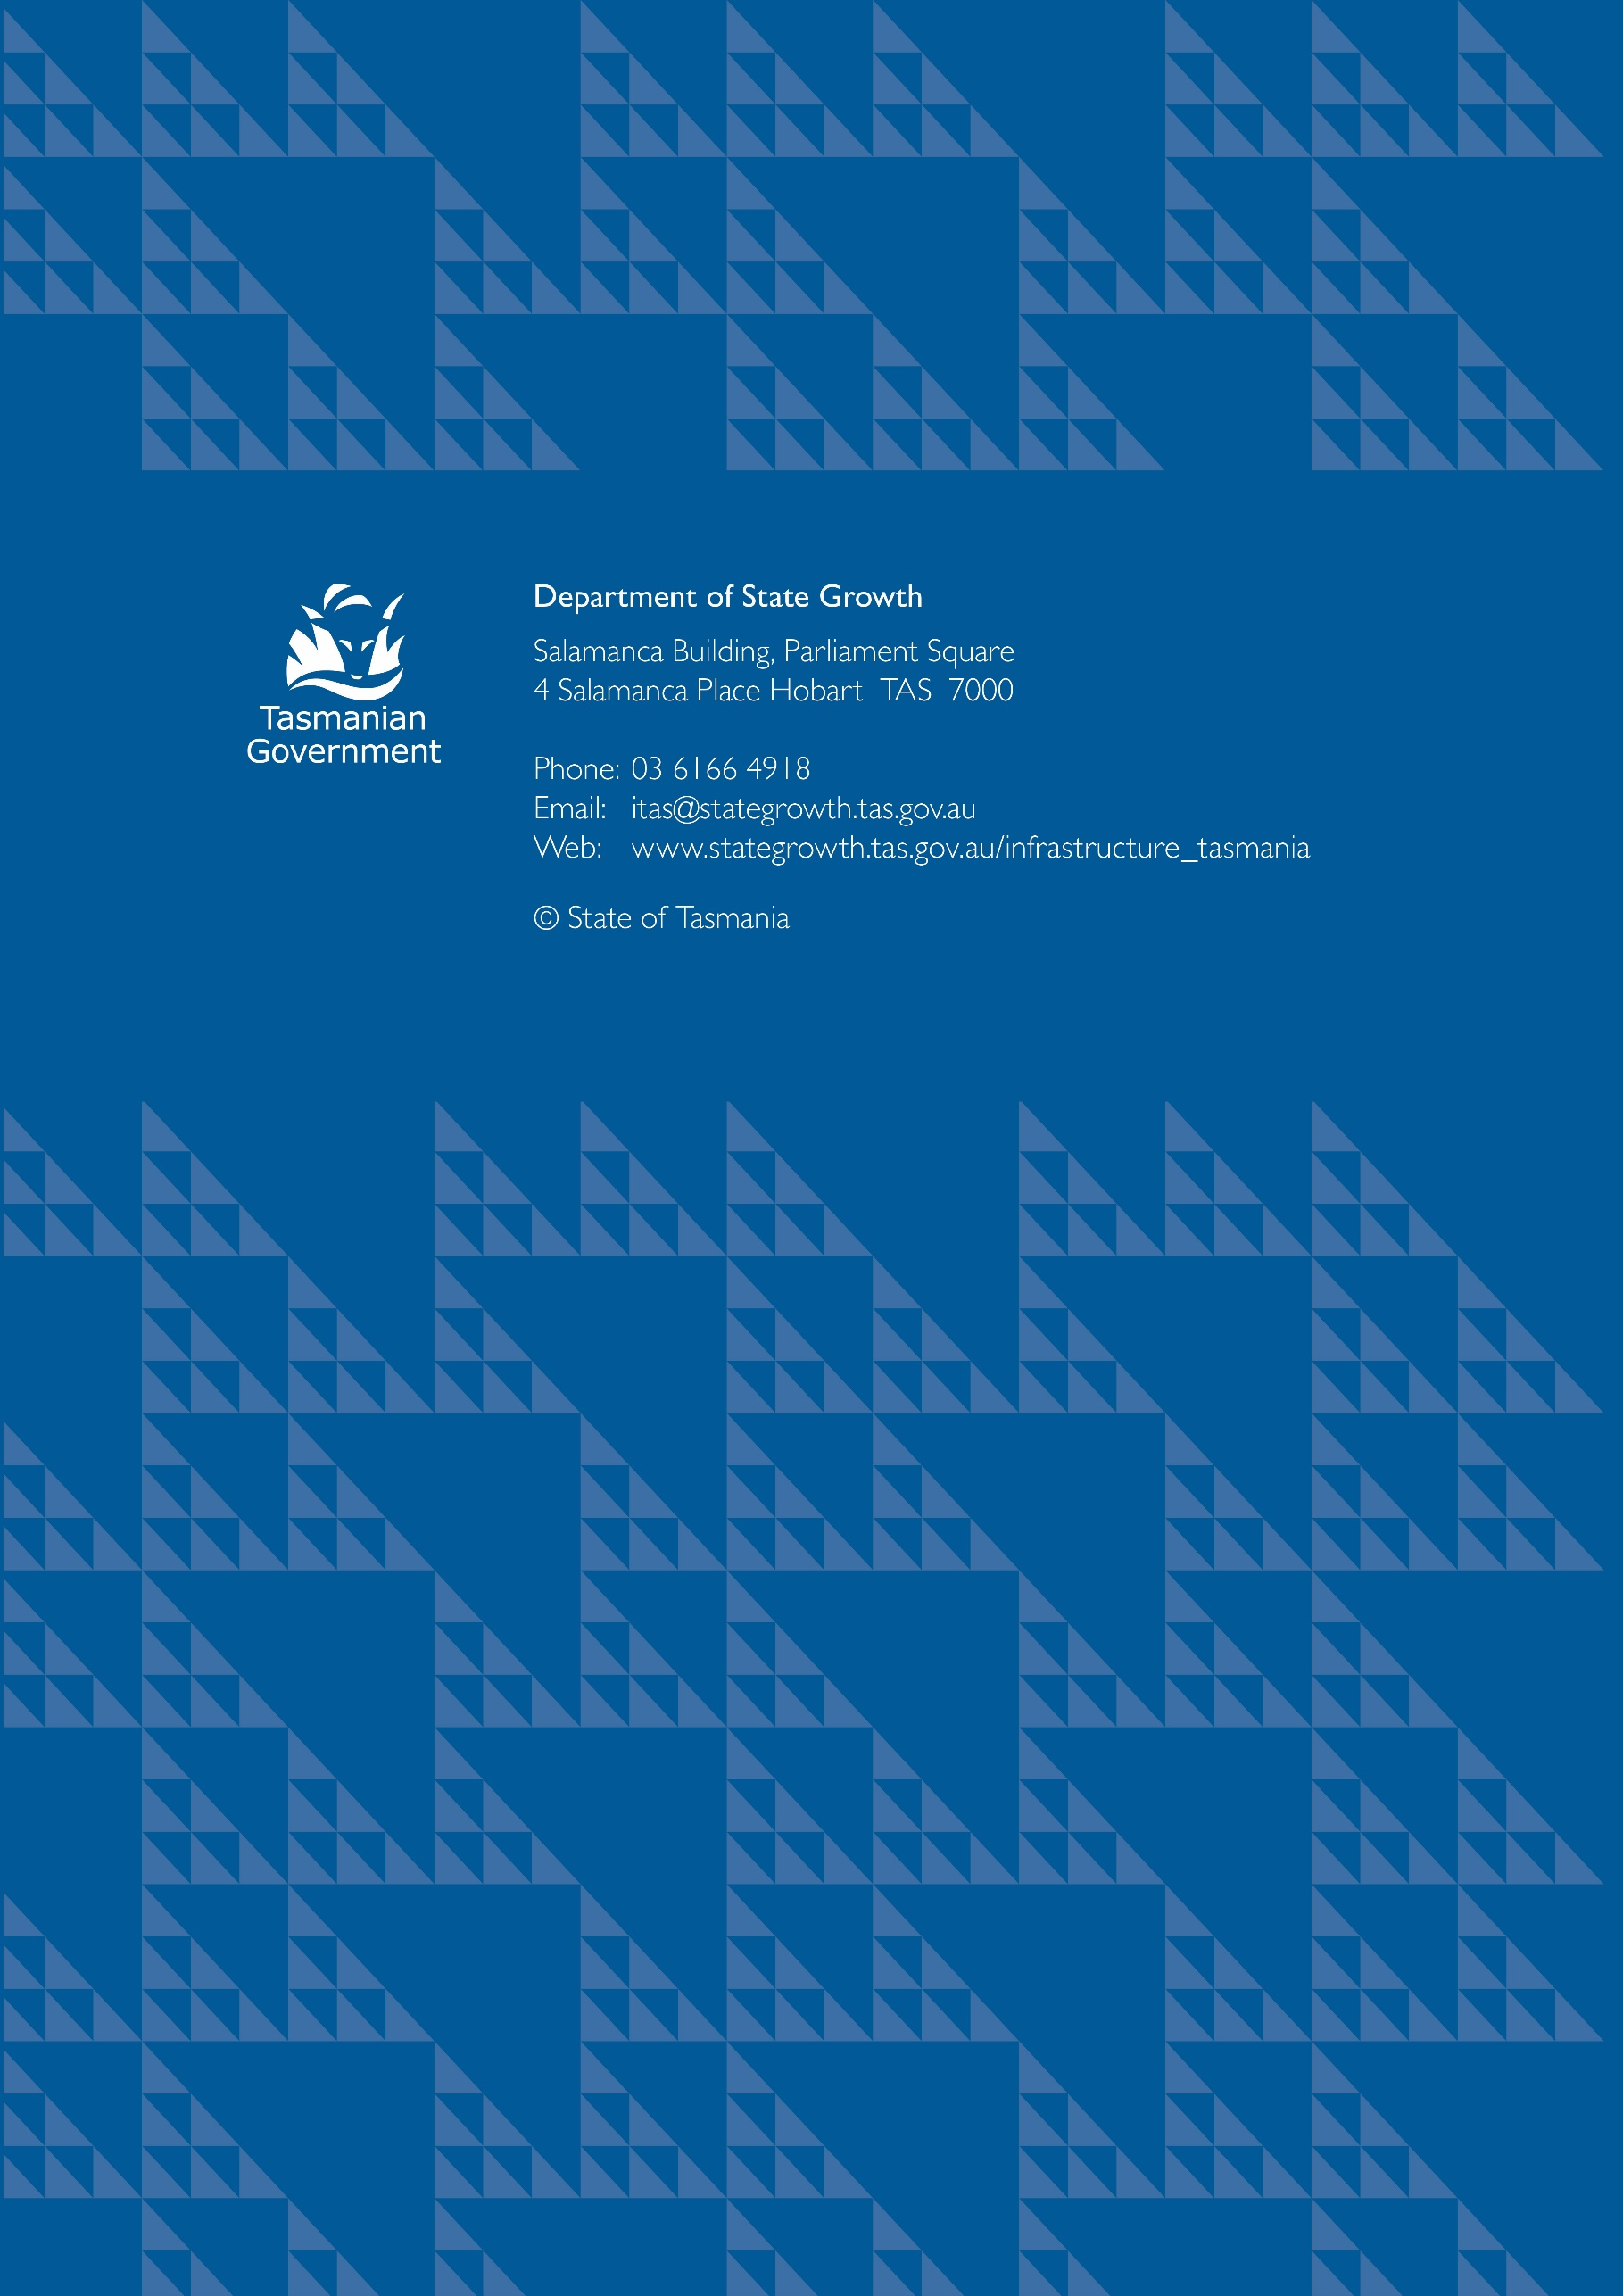 Tasmanian
Government
Department of State Growth
Salamanca Building, Parliament Square
4 Salamanca Place Hobart  TAS  7000
Phone: 03 6166 4918
Email: itas@stategrowth.tas.gov.au
Web: www.stategrowth.tas.gov.au/infrastructure_tasmania
© State of Tasmania